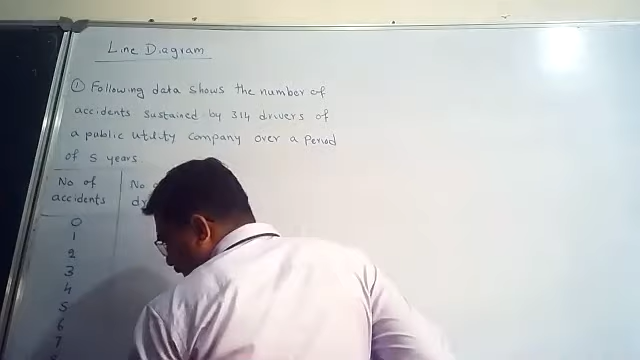 Line Diagram
① Following data shows the number of
accidents sustained by 314 drivers of
a public utility company over a period
of 5 years
No of No
accidents
0
1
2
3
4
5
6
7